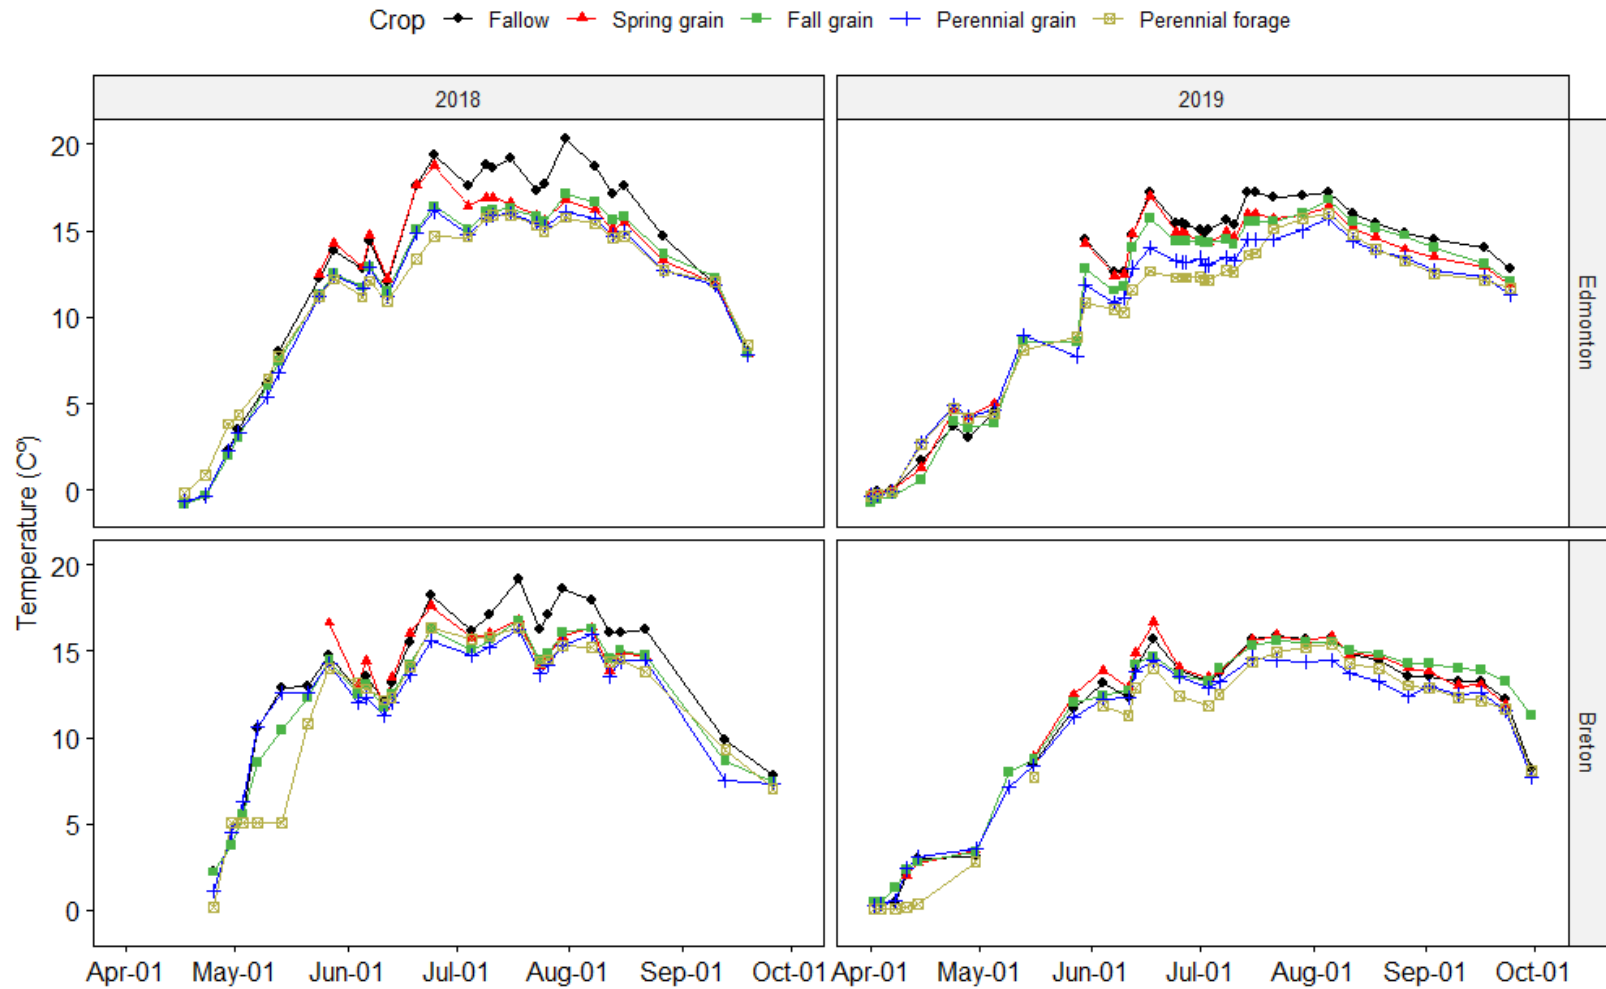 Crop Fallow Spring grain Fall grain Perennial grain Perennial forage
2018 2019
20
15
10
5
0
Edmonton
Temperature (Cº)
20
15
10
5
0
Breton
Apr-01 May-01 Jun-01 Jul-01 Aug-01 Sep-01 Oct-01 Apr-01 May-01 Jun-01 Jul-01 Aug-01 Sep-01 Oct-01